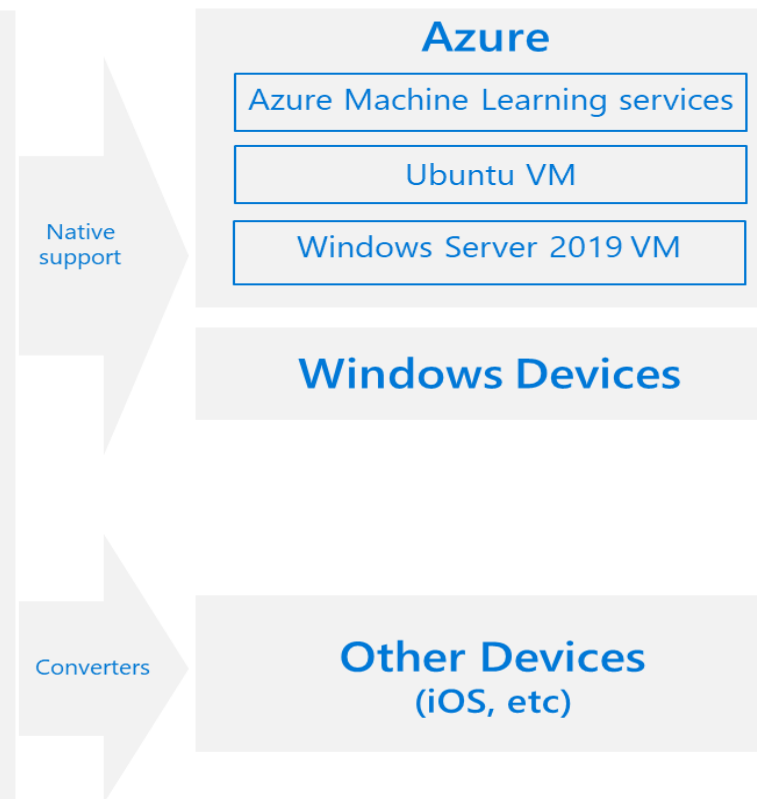 Azure
Azure Machine Learning services
Ubuntu VM
Windows Server 2019 VM
Native
support
Windows Devices
Converters
Other Devices
(iOS, etc)